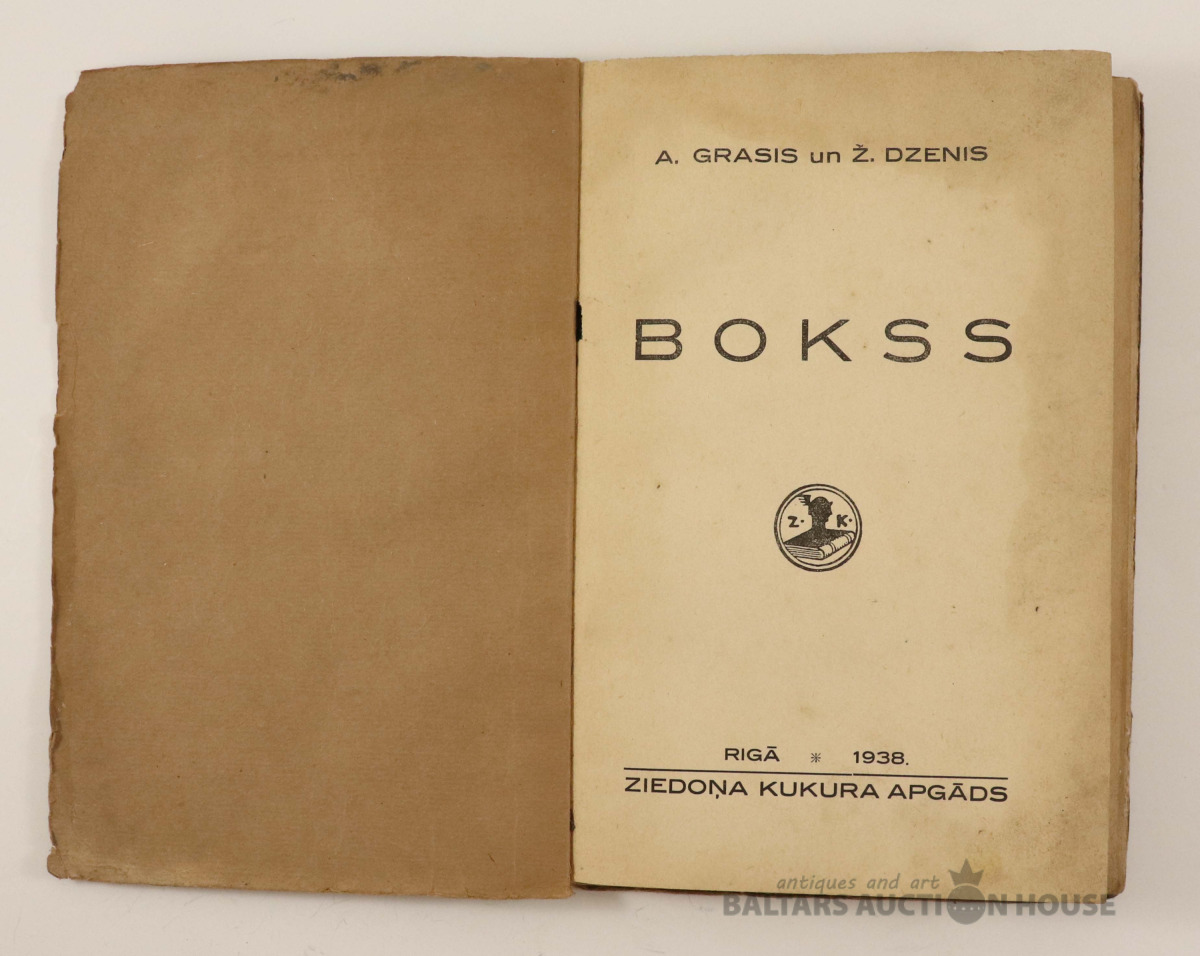 A. GRASIS un Ž. DZENIS
BOKSS
Z. K.
RIGĀ * 1938.
ZIEDOŅA KUKURA APGĀDS
antiques and art
BALTARS AUCTION HOUSE